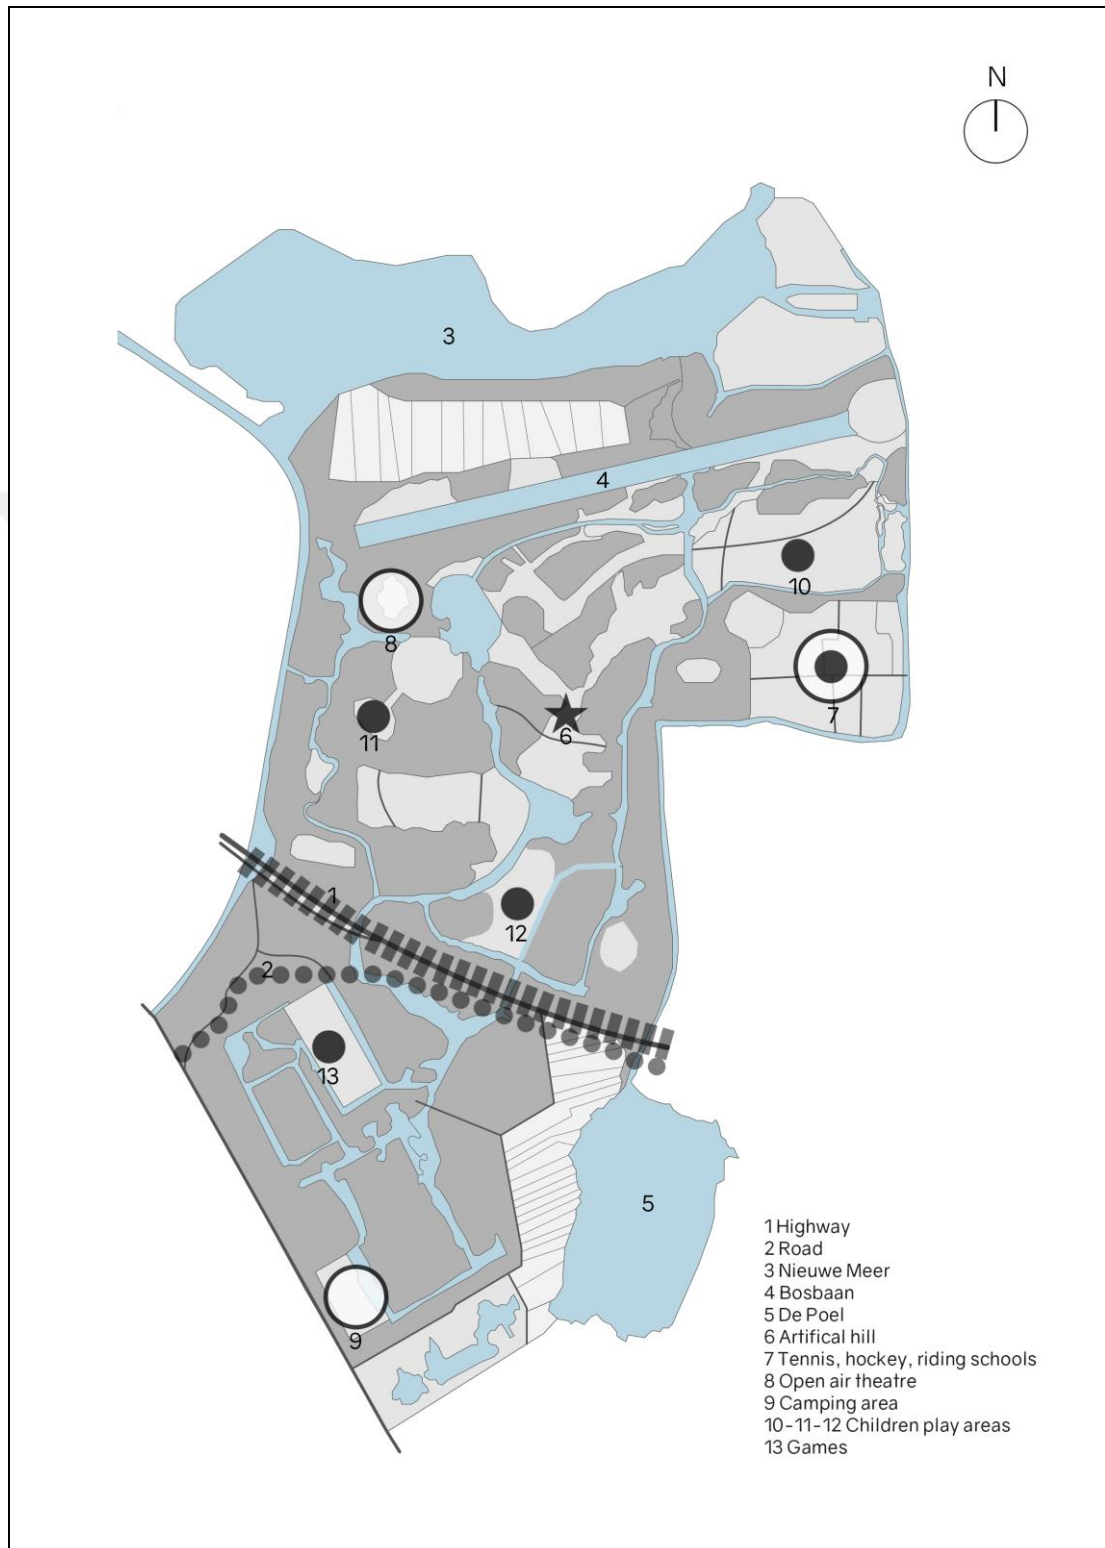 N
3
4
10
8
7
6
11
1
12
2
13
5
9
1 Highway
2 Road
3 Nieuwe Meer
4 Bosbaan
5 De Poel
6 Artifical hill
7 Tennis, hockey, riding schools
8 Open air theatre
9 Camping area
10-11-12 Children play areas
13 Games